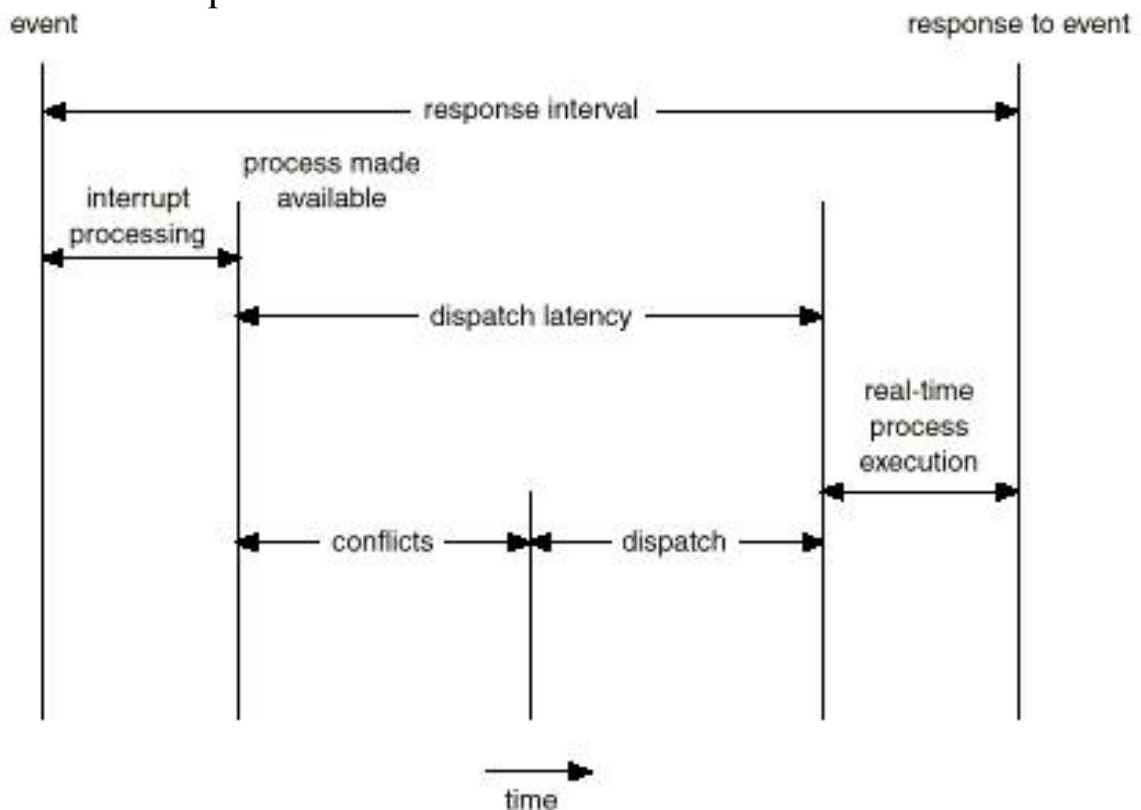 event
response to event
response interval
process made
available
interrupt
processing
dispatch latency
real-time
process
execution
conflicts
dispatch
time